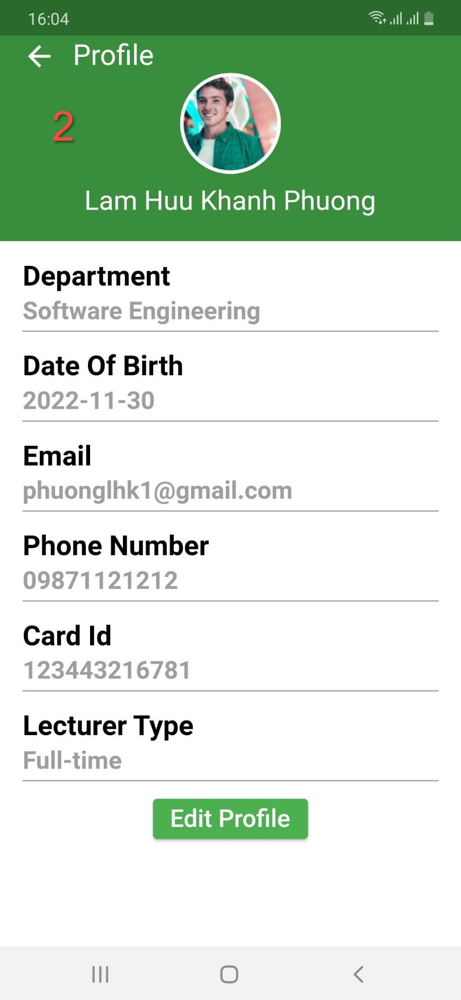 16:04
Profile
2
Lam Huu Khanh Phuong
Department
Software Engineering
Date Of Birth
2022-11-30
Email
phuonglhk1@gmail.com
Phone Number
09871121212
Card Id
123443216781
Lecturer Type
Full-time
Edit Profile